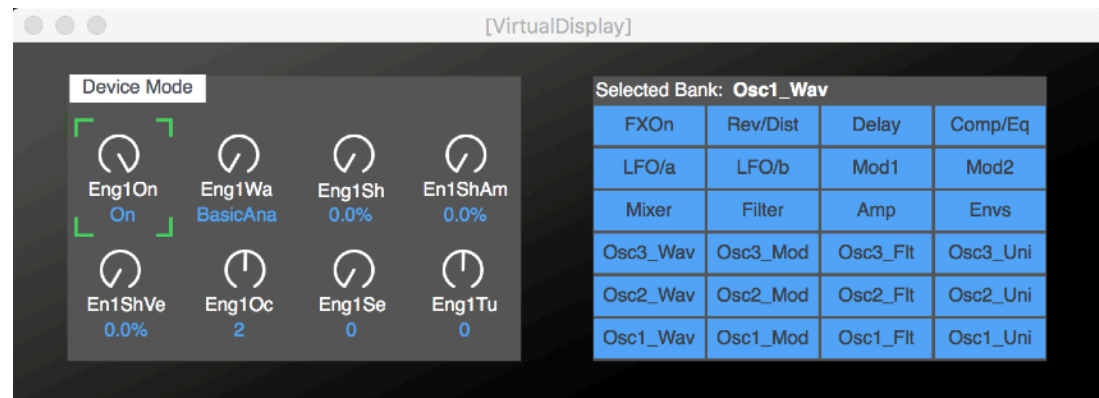 [VirtualDisplay]
Device Mode
Eng1On Eng1Wa Eng1Sh En1ShAm
On BasicAna 0.0% 0.0%
En1ShVe Eng1Oc Eng1Se Eng1Tu
0.0% 2 0 0
Selected Bank: Osc1_Wav
FXOn Rev/Dist Delay Comp/Eq
LFO/a LFO/b Mod1 Mod2
Mixer Filter Amp Envs
Osc3_Wav Osc3_Mod Osc3_Flt Osc3_Uni
Osc2_Wav Osc2_Mod Osc2_Flt Osc2_Uni
Osc1_Wav Osc1_Mod Osc1_Flt Osc1_Uni